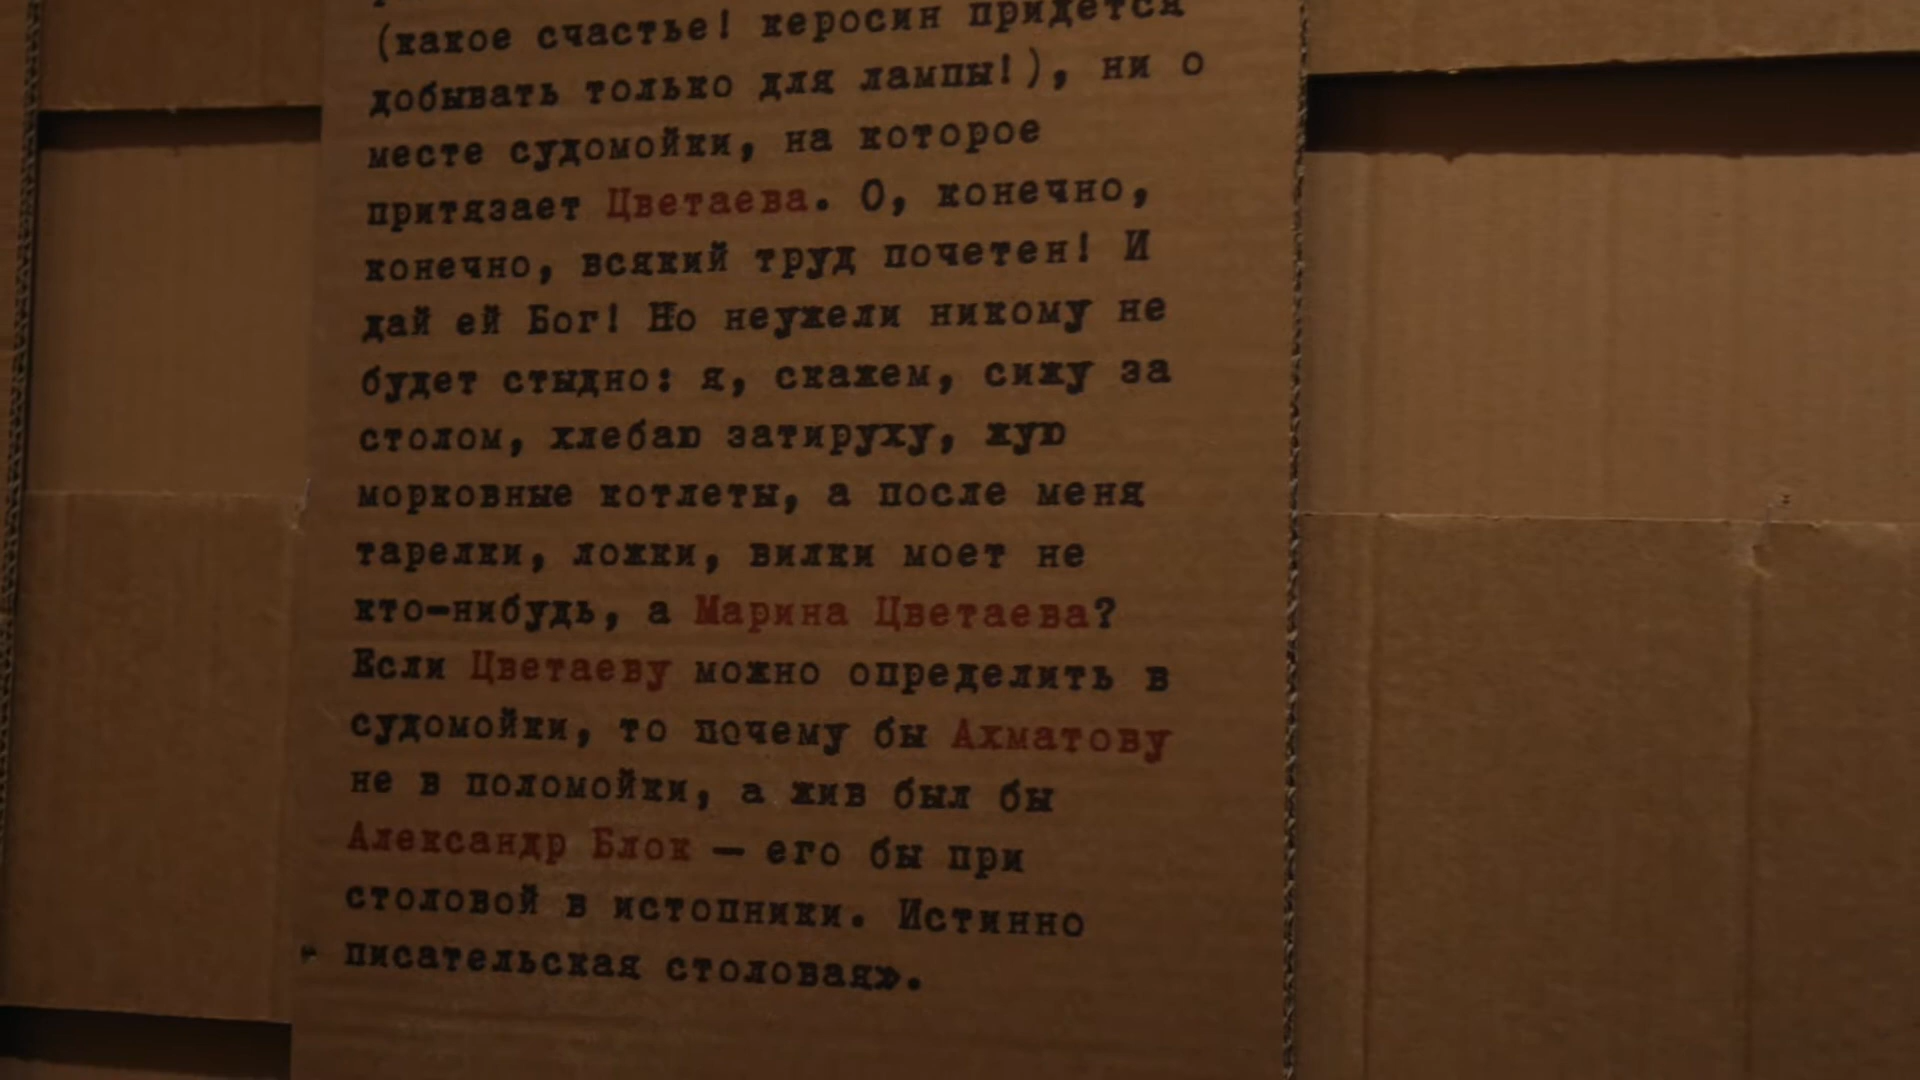 (какое счастье! керосин придется
добывать только для лампы!), ни о
месте судомойки, на которое
притязает Цветаева. О, конечно,
конечно, всякий труд почетен! И
дай ей Бог! Но неужели никому не
будет стыдно: я, скажем, сижу за
столом, хлебаю затируху, жую
морковные котлеты, а после меня
тарелки, ложки, вилки моет не
кто-нибудь, а Марина Цветаева?
Если Цветаеву можно определить в
судомойки, то почему бы Ахматову
не в поломойки, а жив был бы
Александр Блок — его бы при
столовой в истопники. Истинно
писательская столовая».